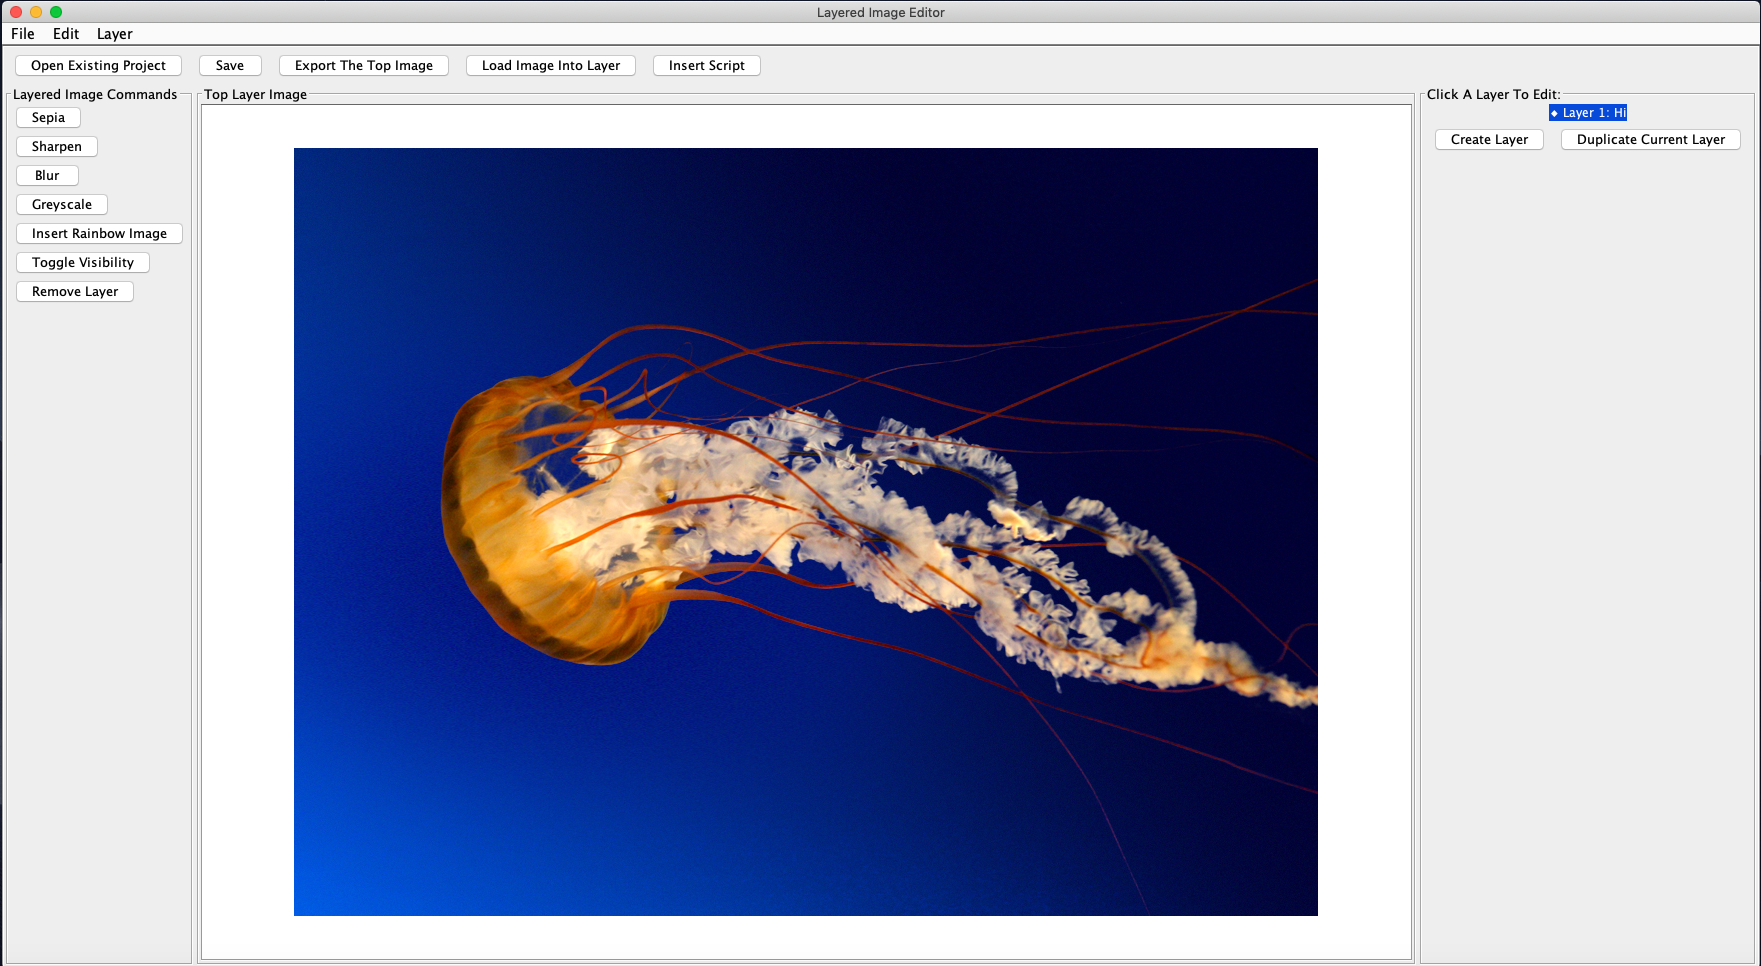 Layered Image Editor
File Edit Layer
Open Existing Project Save Export The Top Image Load Image Into Layer Insert Script
Layered Image Commands
Sepia
Sharpen
Blur
Greyscale
Insert Rainbow Image
Toggle Visibility
Remove Layer
Top Layer Image
Click A Layer To Edit:
Layer 1: Hi
Create Layer Duplicate Current Layer